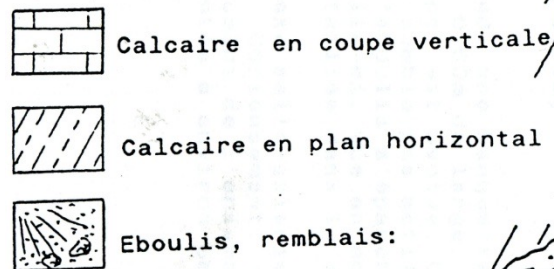 Calcaire en coupe verticale
Calcaire en plan horizontal
Eboulis, remblais: